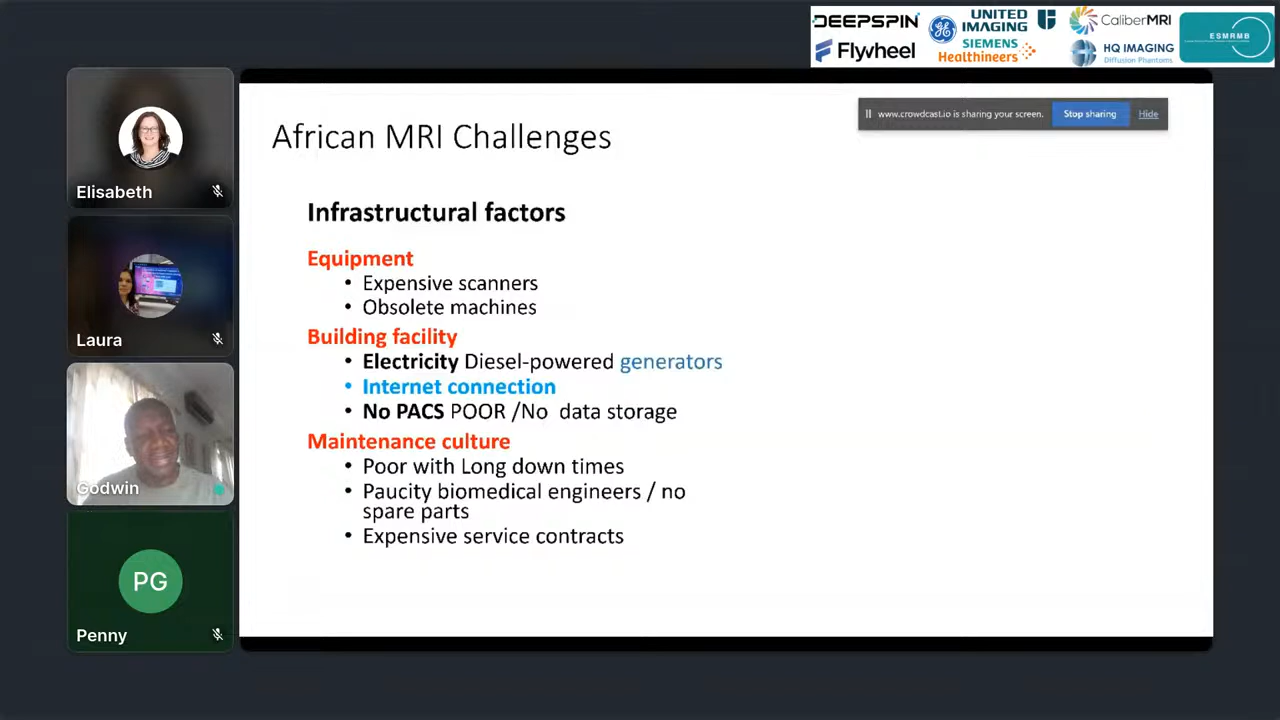 DEEPSPIN
UNITED
IMAGING
CaliberMRI
ESMRMB
Flywheel
GE
SIEMENS
Healthineers
HQ IMAGING
Diffusion Phantoms
www.crowdcast.io is sharing your screen.
Stop sharing
Hide
Elisabeth
Laura
Godwin
PG
Penny
African MRI Challenges
Infrastructural factors
Equipment
• Expensive scanners
• Obsolete machines
Building facility
• Electricity Diesel-powered generators
• Internet connection
• No PACS POOR /No data storage
Maintenance culture
• Poor with Long down times
• Paucity biomedical engineers / no
spare parts
• Expensive service contracts